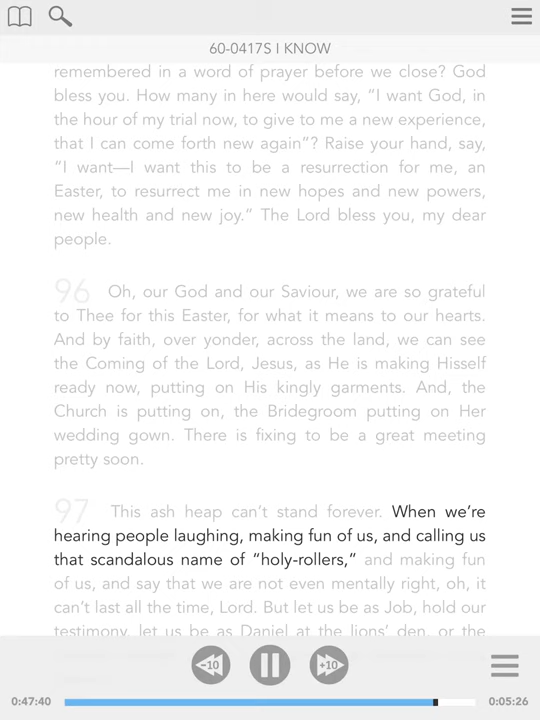 60-0417S I KNOW
remembered in a word of prayer before we close? God
bless you. How many in here would say, “I want God, in
the hour of my trial now, to give to me a new experience,
that I can come forth new again”? Raise your hand, say,
“I want—I want this to be a resurrection for me, an
Easter, to resurrect me in new hopes and new powers,
new health and new joy.” The Lord bless you, my dear
people.
96 Oh, our God and our Saviour, we are so grateful
to Thee for this Easter, for what it means to our hearts.
And by faith, over yonder, across the land, we can see
the Coming of the Lord, Jesus, as He is making Hisself
ready now, putting on His kingly garments. And, the
Church is putting on, the Bridegroom putting on Her
wedding gown. There is fixing to be a great meeting
pretty soon.
97 This ash heap can’t stand forever. When we’re
hearing people laughing, making fun of us, and calling us
that scandalous name of “holy-rollers,” and making fun
of us, and say that we are not even mentally right, oh, it
can’t last all the time, Lord. But let us be as Job, hold our
testimony, let us be as Daniel at the lions’ den, or the
-10
+10
0:47:40
0:05:26